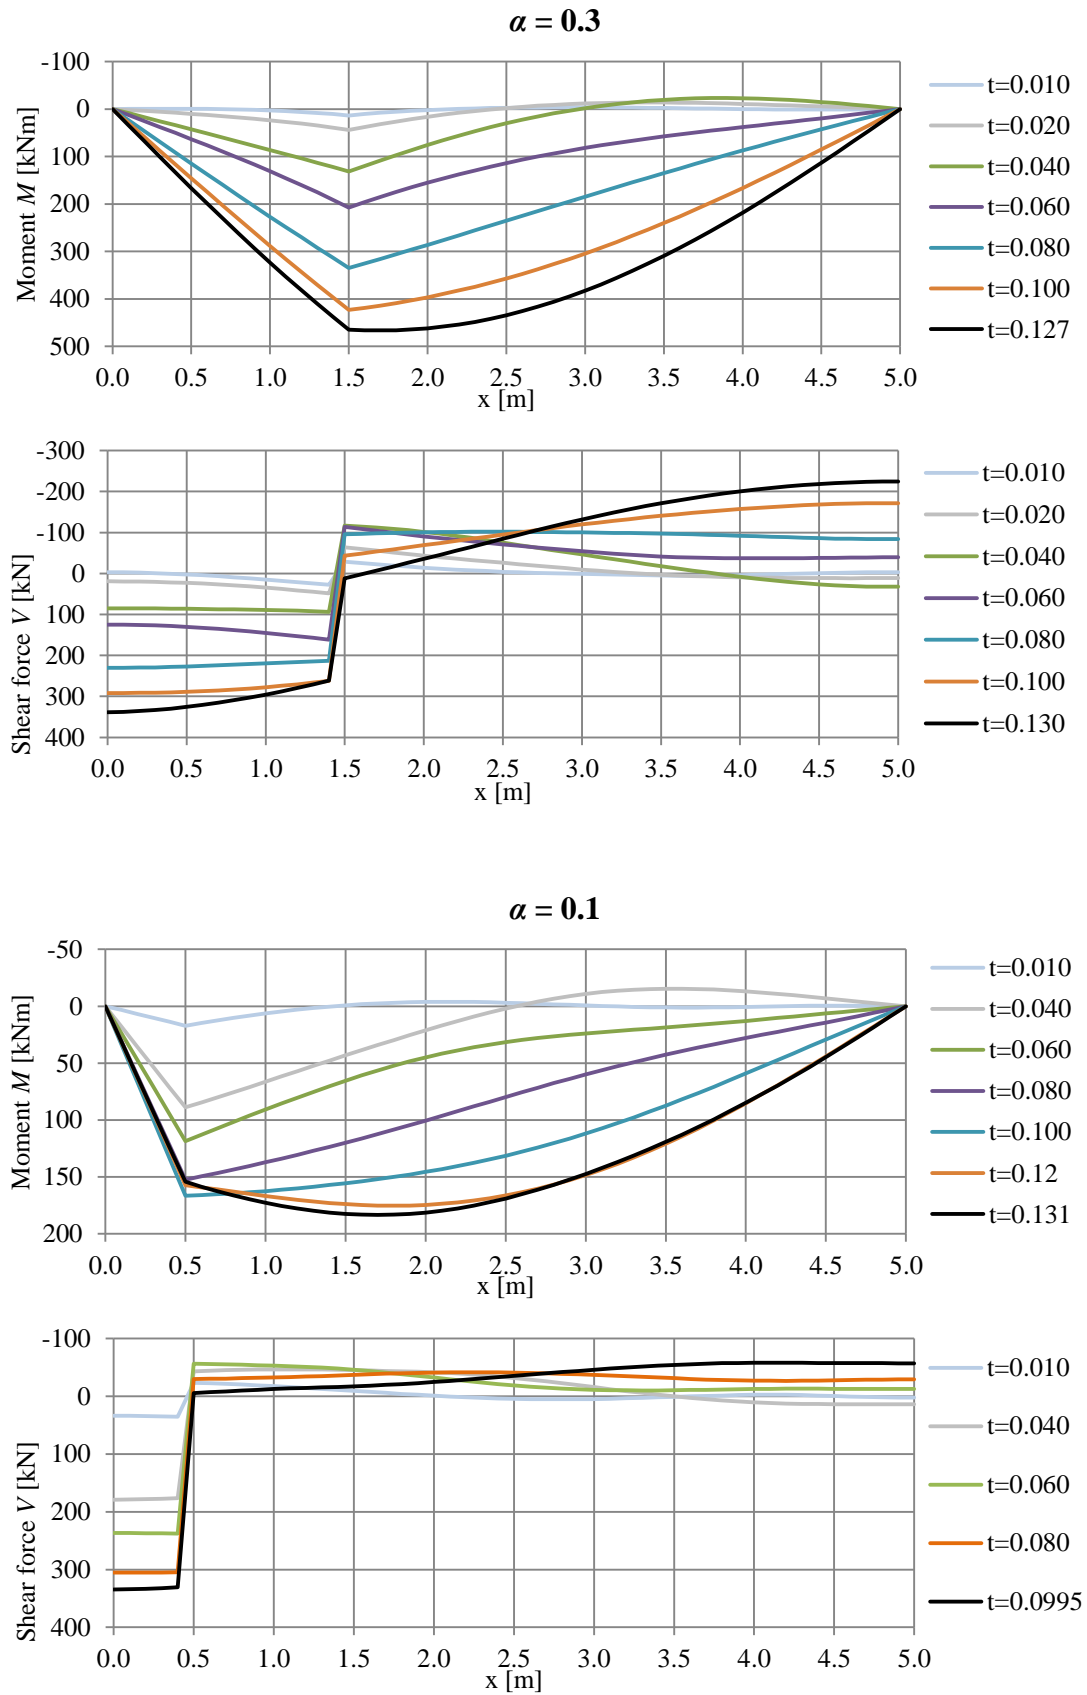 α = 0.3
Moment M [kNm]
-100
0
100
200
300
400
500
0.0 0.5 1.0 1.5 2.0 2.5 3.0 3.5 4.0 4.5 5.0
x [m]
t=0.010
t=0.020
t=0.040
t=0.060
t=0.080
t=0.100
t=0.127
Shear force V [kN]
-300
-200
-100
0
100
200
300
400
0.0 0.5 1.0 1.5 2.0 2.5 3.0 3.5 4.0 4.5 5.0
x [m]
t=0.010
t=0.020
t=0.040
t=0.060
t=0.080
t=0.100
t=0.130
α = 0.1
Moment M [kNm]
-50
0
50
100
150
200
0.0 0.5 1.0 1.5 2.0 2.5 3.0 3.5 4.0 4.5 5.0
x [m]
t=0.010
t=0.040
t=0.060
t=0.080
t=0.100
t=0.12
t=0.131
Shear force V [kN]
-100
0
100
200
300
400
0.0 0.5 1.0 1.5 2.0 2.5 3.0 3.5 4.0 4.5 5.0
x [m]
t=0.010
t=0.040
t=0.060
t=0.080
t=0.0995